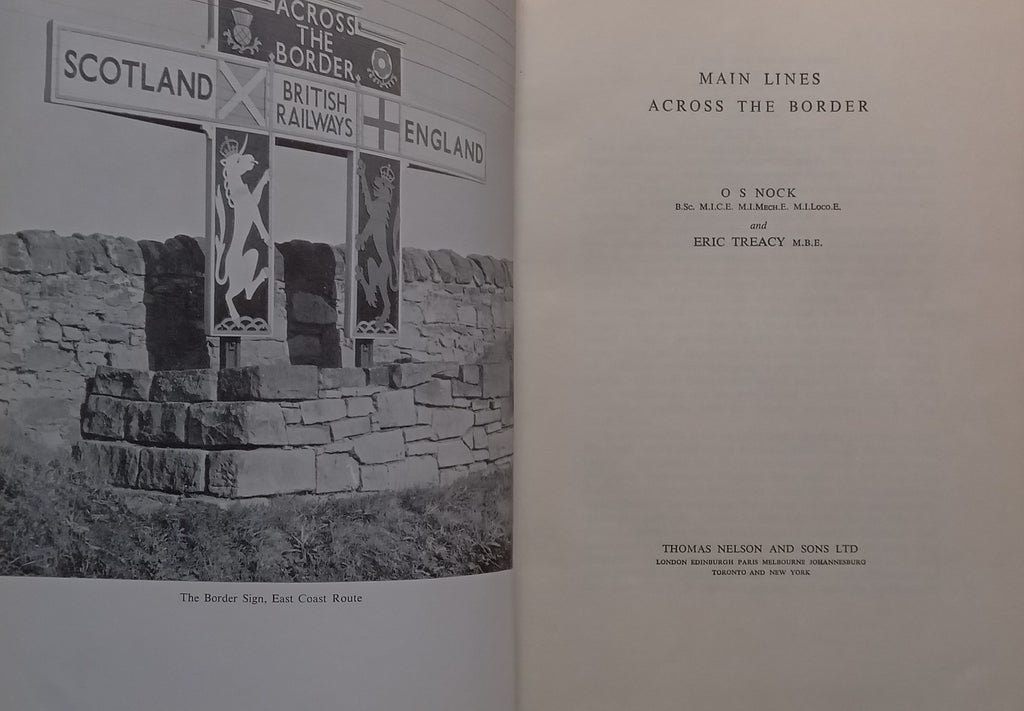 ACROSS
THE
BORDER
SCOTLAND
BRITISH
RAILWAYS
ENGLAND
The Border Sign, East Coast Route
MAIN LINES
ACROSS THE BORDER
O S NOCK
B.Sc. M.I.C.E. M.I.Mech.E. M.I.Loco.E.
and
ERIC TREACY M.B.E.
THOMAS NELSON AND SONS LTD
LONDON EDINBURGH PARIS MELBOURNE JOHANNESBURG
TORONTO AND NEW YORK